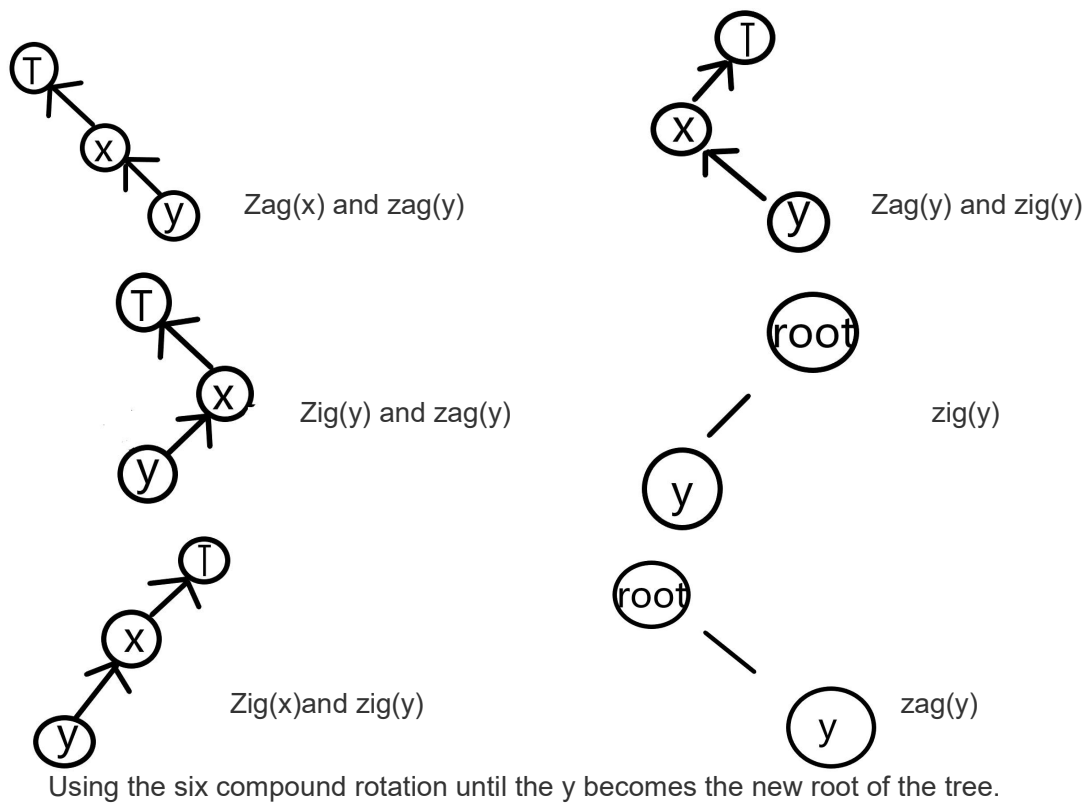 T
x
y
Zag(x) and zag(y)
T
x
y
Zag(y) and zig(y)
T
x
y
Zig(y) and zag(y)
root
y
zig(y)
T
x
y
Zig(x)and zig(y)
root
y
zag(y)
Using the six compound rotation until the y becomes the new root of the tree.